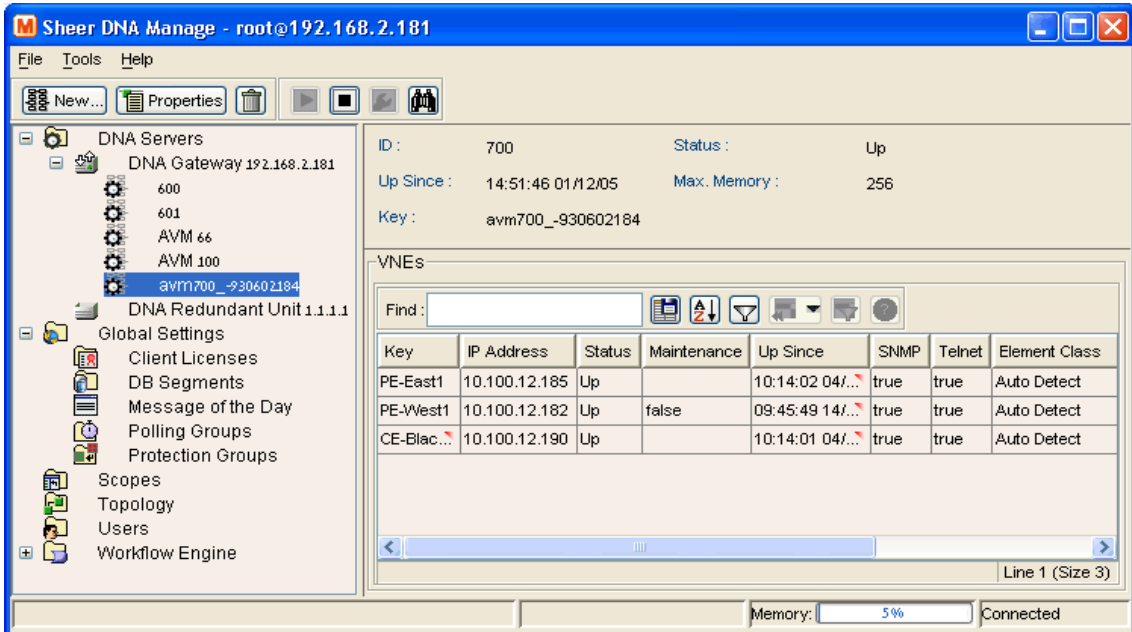 Sheer DNA Manage - root@192.168.2.181
File Tools Help
New... Properties
DNA Servers
DNA Gateway 192.168.2.181
600
601
AVM 66
AVM 100
avm700_-930602184
DNA Redundant Unit 1.1.1.1
Global Settings
Client Licenses
DB Segments
Message of the Day
Polling Groups
Protection Groups
Scopes
Topology
Users
Workflow Engine
ID : 700 Status : Up
Up Since : 14:51:46 01/12/05 Max. Memory : 256
Key : avm700_-930602184
VNEs
Find :
Key IP Address Status Maintenance Up Since SNMP Telnet Element Class
PE-East1 10.100.12.185 Up 10:14:02 04/... true true Auto Detect
PE-West1 10.100.12.182 Up false 09:45:49 14/... true true Auto Detect
CE-Blac... 10.100.12.190 Up 10:14:01 04/... true true Auto Detect
Line 1 (Size 3)
Memory: 5% Connected